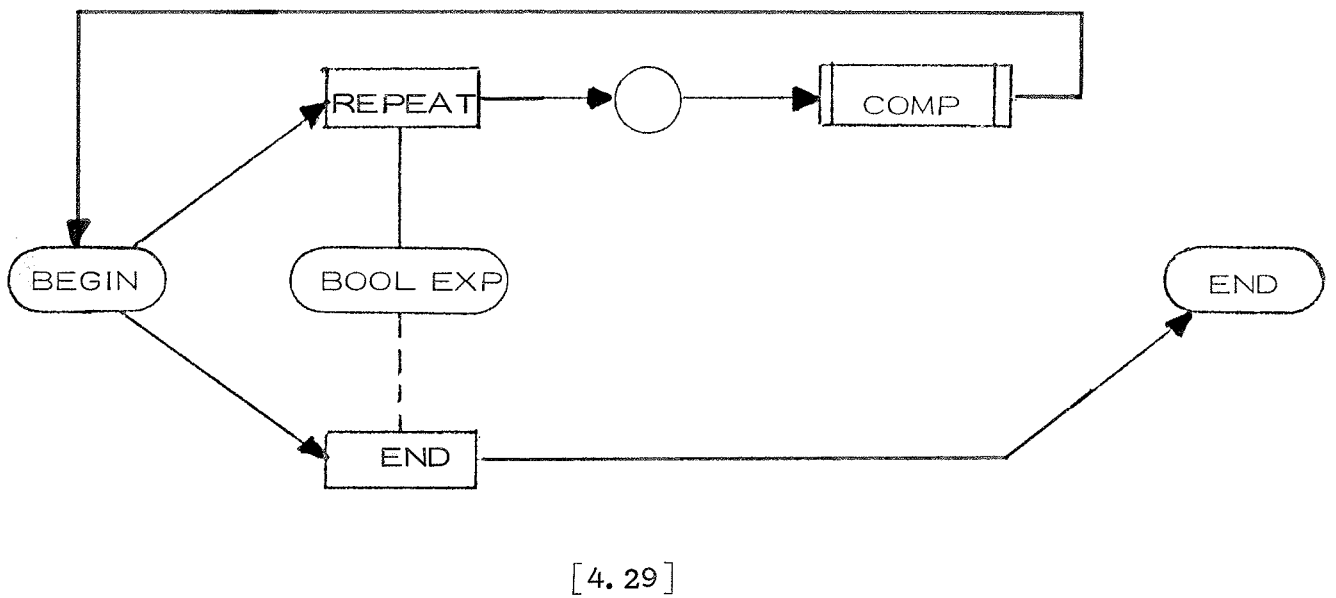 REPEAT
COMP
BEGIN
BOOL EXP
END
END
[4.29]